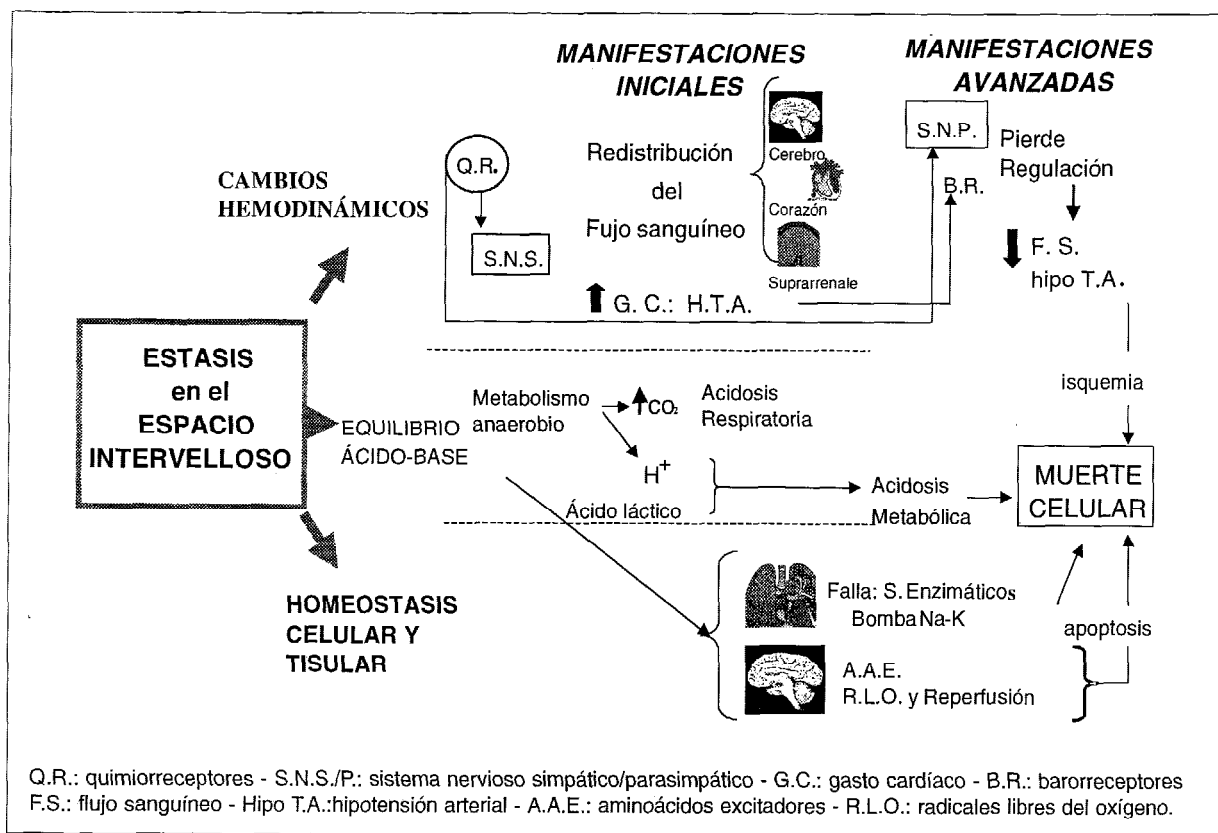 MANIFESTACIONES
INICIALES
MANIFESTACIONES
AVANZADAS
CAMBIOS
HEMODINÁMICOS
Q.R.
S.N.S.
Redistribución
del
Fujo sanguíneo
Cerebro
Corazón
Suprarrenale
G. C.: H.T.A.
S.N.P.
B.R.
Pierde
Regulación
F. S.
hipo T.A.
isquemia
ESTASIS
en el
ESPACIO
INTERVELLOSO
EQUILIBRIO
ÁCIDO-BASE
Metabolismo
anaerobio
CO₂
Acidosis
Respiratoria
H⁺
Ácido láctico
Acidosis
Metabólica
MUERTE
CELULAR
HOMEOSTASIS
CELULAR Y
TISULAR
Falla: S. Enzimáticos
Bomba Na-K
A.A.E.
R.L.O. y Reperfusión
apoptosis
Q.R.: quimiorreceptores - S.N.S./P.: sistema nervioso simpático/parasimpático - G.C.: gasto cardíaco - B.R.: barorreceptores
F.S.: flujo sanguíneo - Hipo T.A.:hipotensión arterial - A.A.E.: aminoácidos excitadores - R.L.O.: radicales libres del oxígeno.